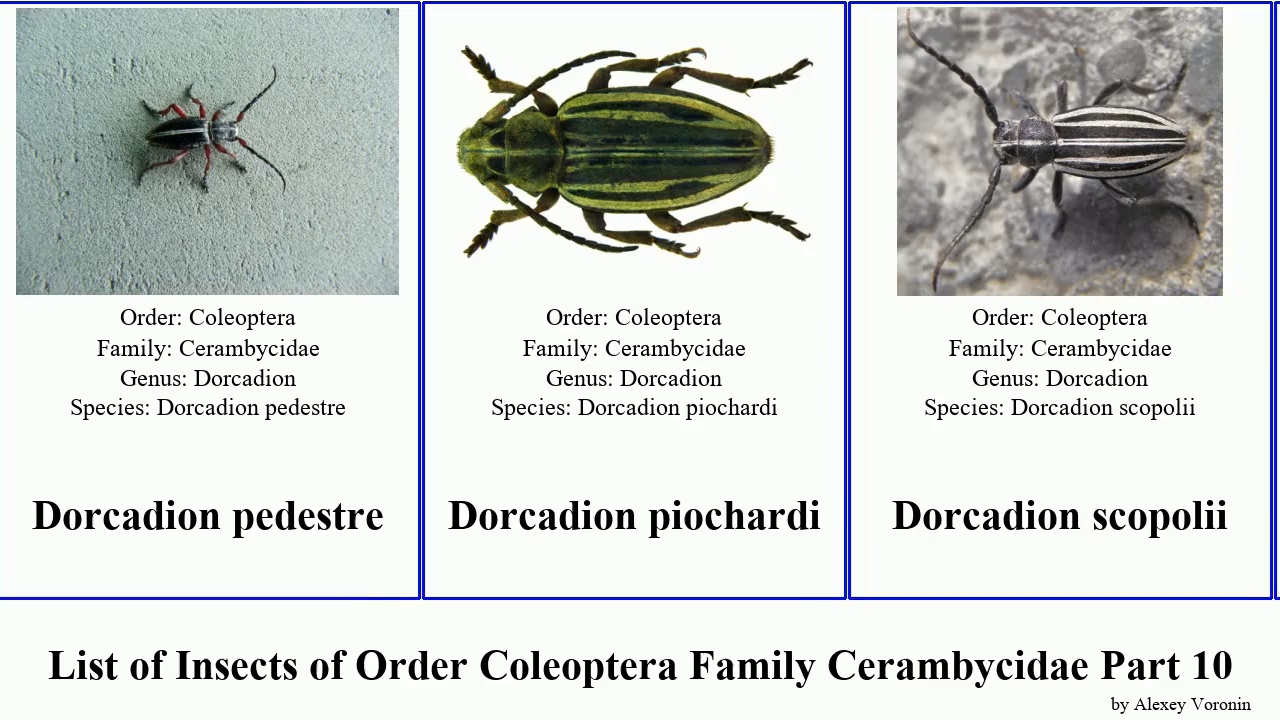 Order: Coleoptera
Family: Cerambycidae
Genus: Dorcadion
Species: Dorcadion pedestre
Dorcadion pedestre
Order: Coleoptera
Family: Cerambycidae
Genus: Dorcadion
Species: Dorcadion piochardi
Dorcadion piochardi
Order: Coleoptera
Family: Cerambycidae
Genus: Dorcadion
Species: Dorcadion scopolii
Dorcadion scopolii
List of Insects of Order Coleoptera Family Cerambycidae Part 10
by Alexey Voronin